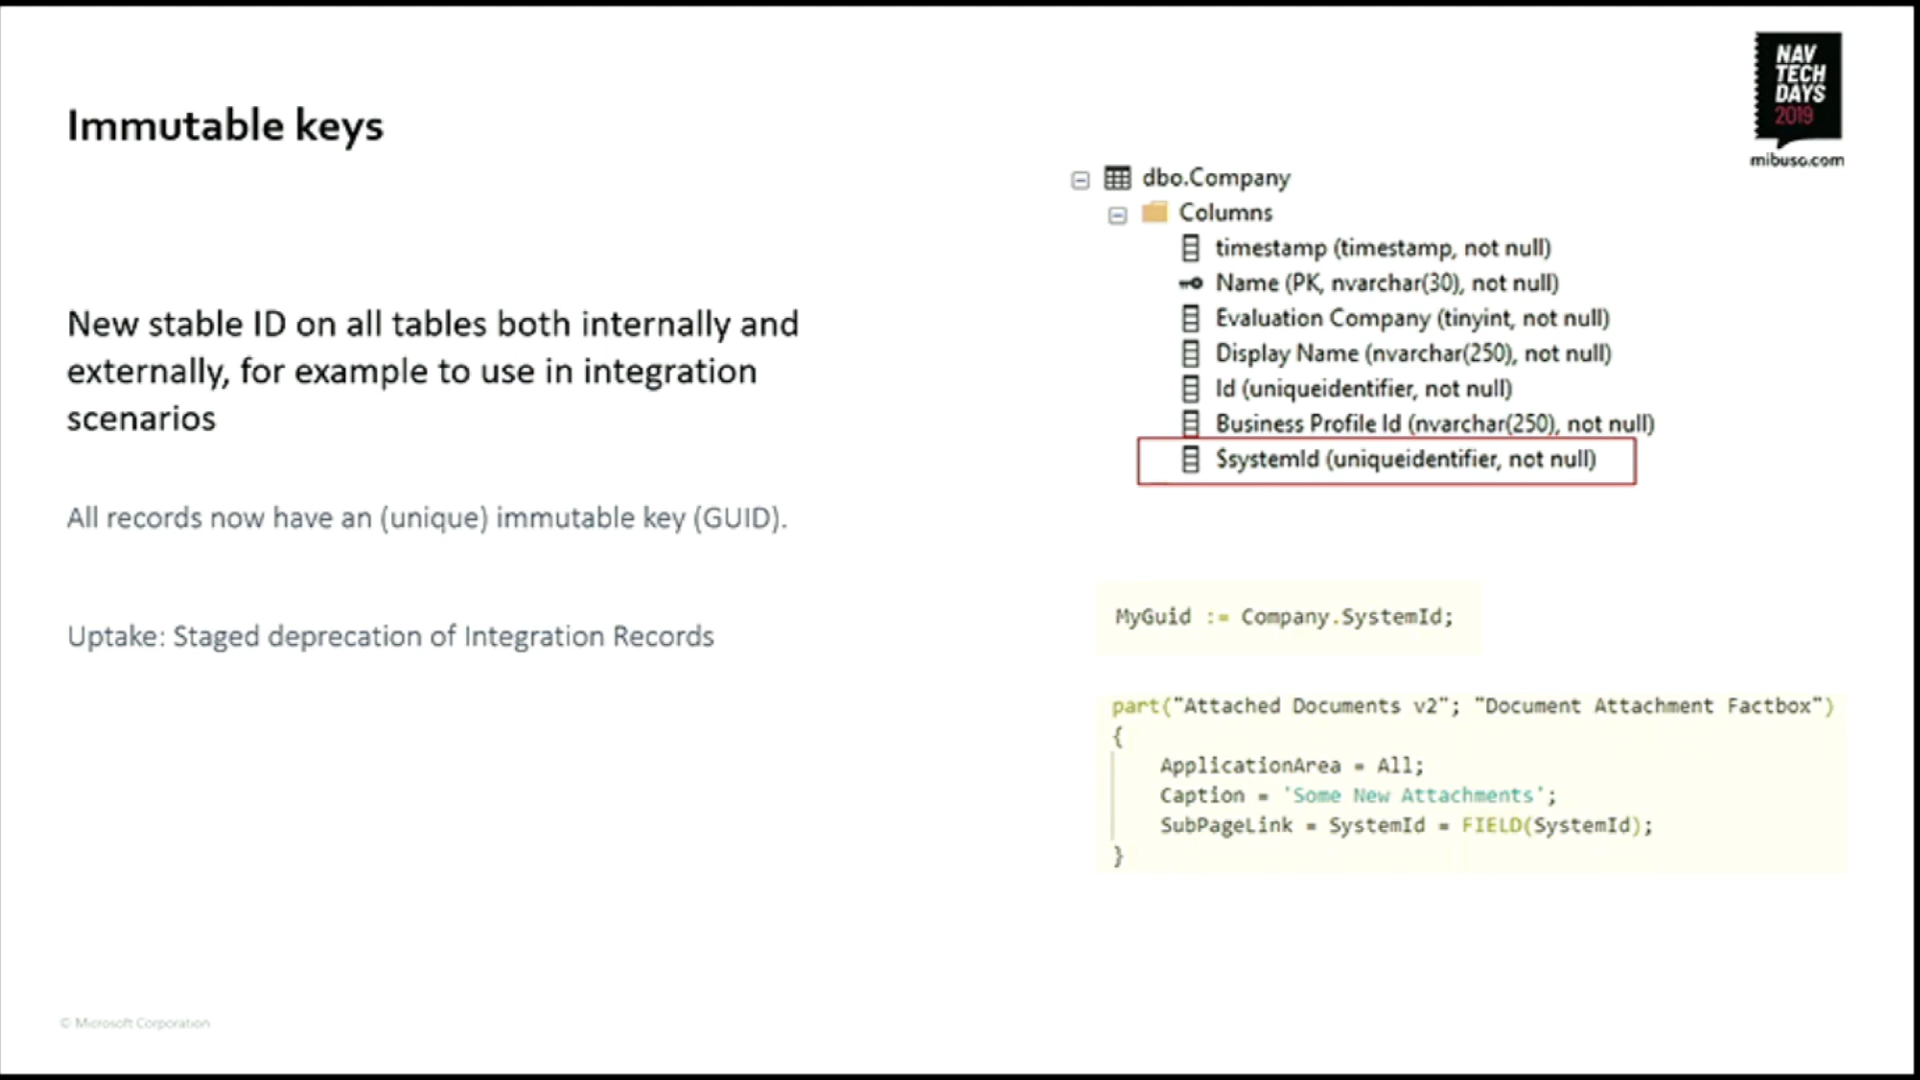 Immutable keys
NAV
TECH
DAYS
2019
mibuso.com
New stable ID on all tables both internally and
externally, for example to use in integration
scenarios
All records now have an (unique) immutable key (GUID).
Uptake: Staged deprecation of Integration Records
dbo.Company
Columns
timestamp (timestamp, not null)
Name (PK, nvarchar(30), not null)
Evaluation Company (tinyint, not null)
Display Name (nvarchar(250), not null)
Id (uniqueidentifier, not null)
Business Profile Id (nvarchar(250), not null)
$systemId (uniqueidentifier, not null)
MyGuid := Company.SystemId;
part("Attached Documents v2"; "Document Attachment Factbox")
{
ApplicationArea = All;
Caption = 'Some New Attachments';
SubPageLink = SystemId = FIELD(SystemId);
}
© Microsoft Corporation